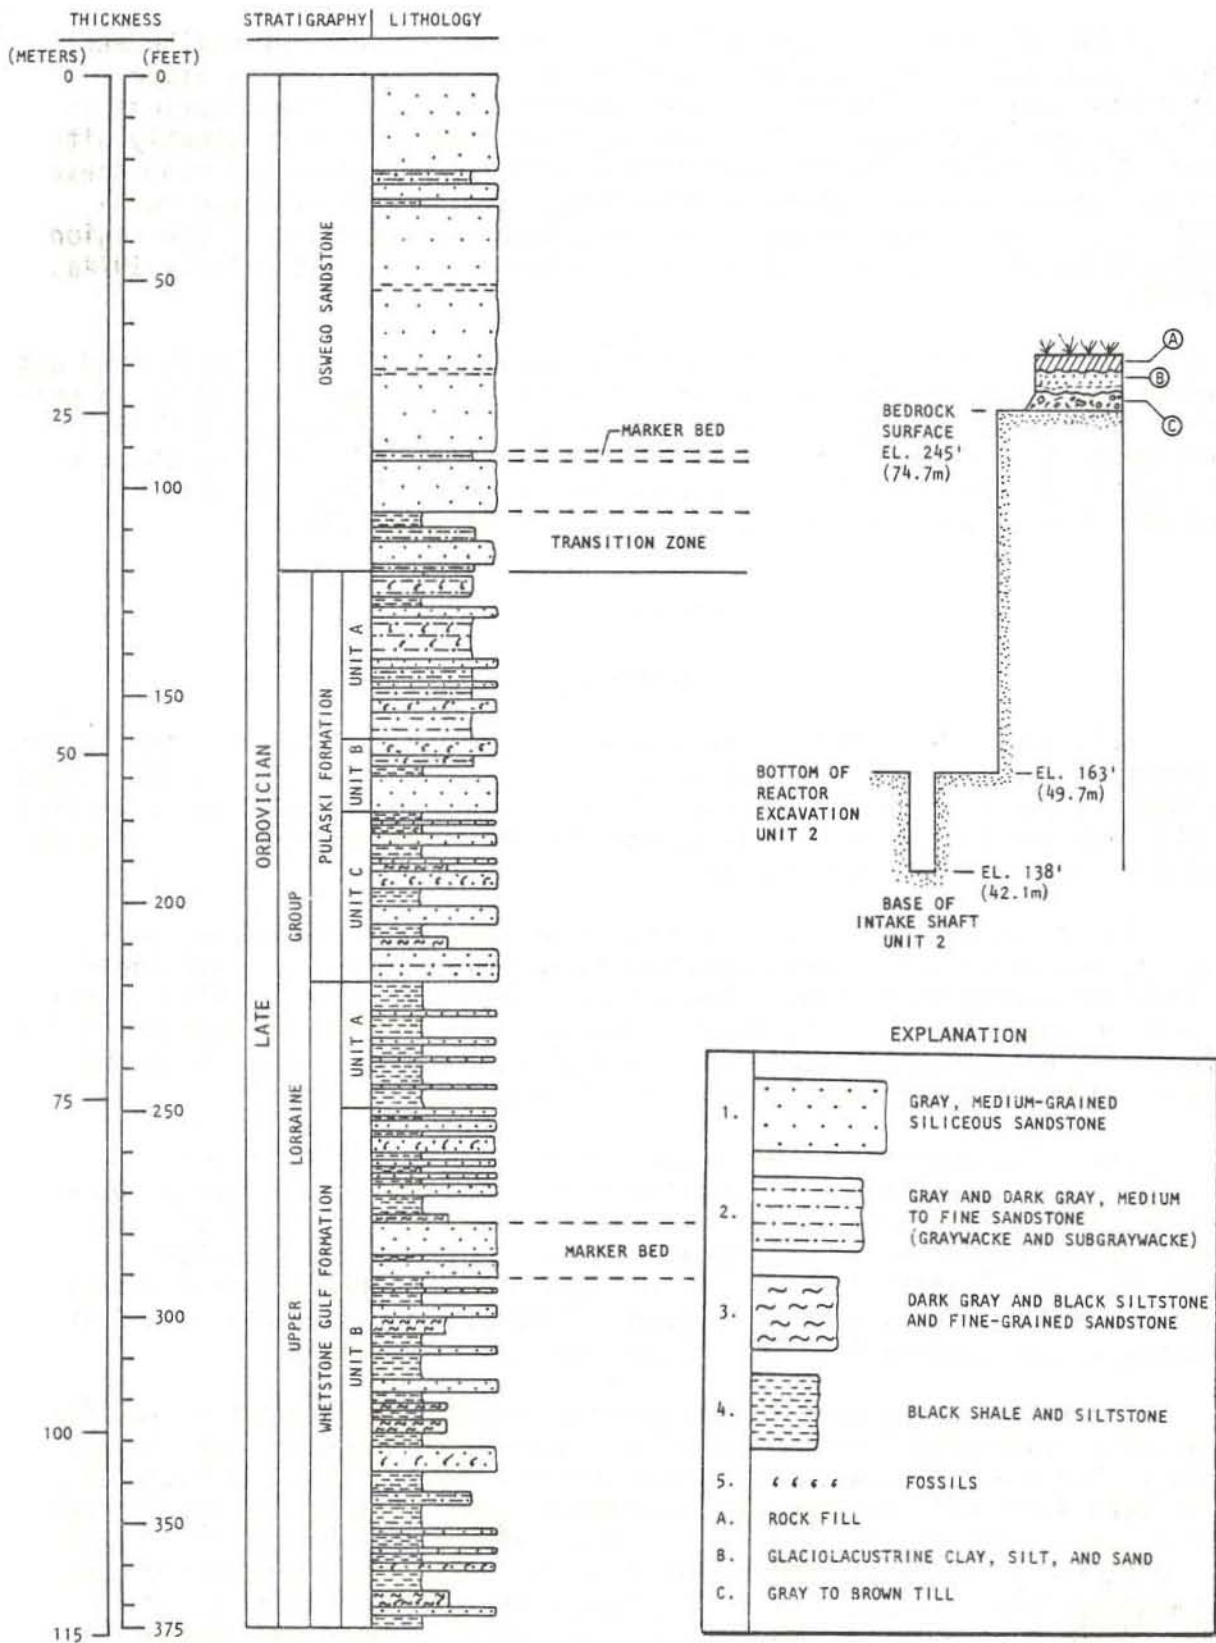 THICKNESS
(METERS) (FEET)
STRATIGRAPHY LITHOLOGY
0
25
50
75
100
115
0
50
100
150
200
250
300
350
375
LATE ORDOVICIAN
OSWEGO SANDSTONE
UPPER LORRAINE GROUP
PULASKI FORMATION
UNIT A
UNIT B
UNIT C
WHETSTONE GULF FORMATION
UNIT A
UNIT B
MARKER BED
TRANSITION ZONE
MARKER BED
A
B
C
BEDROCK
SURFACE
EL. 245'
(74.7m)
BOTTOM OF
REACTOR
EXCAVATION
UNIT 2
EL. 163'
(49.7m)
EL. 138'
(42.1m)
BASE OF
INTAKE SHAFT
UNIT 2
EXPLANATION
1. GRAY, MEDIUM-GRAINED
SILICEOUS SANDSTONE
2. GRAY AND DARK GRAY, MEDIUM
TO FINE SANDSTONE
(GRAYWACKE AND SUBGRAYWACKE)
3. DARK GRAY AND BLACK SILTSTONE
AND FINE-GRAINED SANDSTONE
4. BLACK SHALE AND SILTSTONE
5. FOSSILS
A. ROCK FILL
B. GLACIOLACUSTRINE CLAY, SILT, AND SAND
C. GRAY TO BROWN TILL